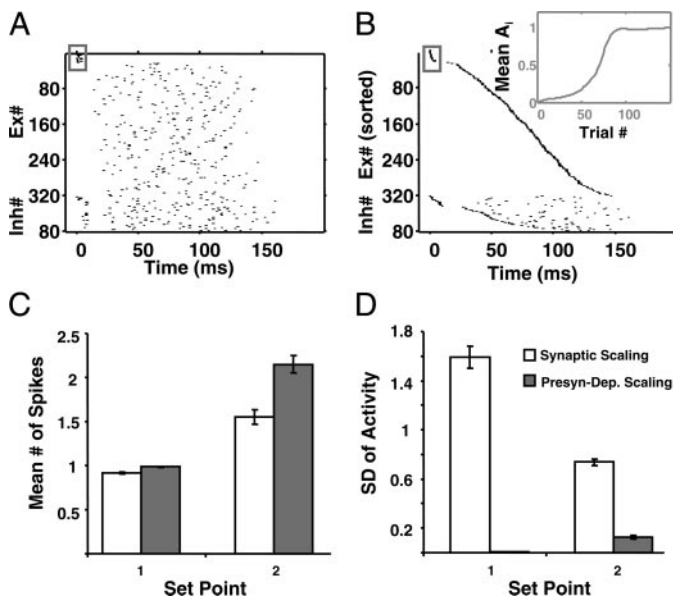 A
B
Ex#
80
160
240
320
Inh#
80
0
50
100
150
Time (ms)
Ex# (sorted)
80
160
240
320
Inh#
80
0
50
100
150
Time (ms)
Mean A_i
1
0.5
0
0
50
100
Trial #
C
Mean # of Spikes
2.5
2
1.5
1
0.5
1
2
Set Point
D
SD of Activity
1.8
1.4
1
0.6
0.2
1
2
Set Point
Synaptic Scaling
Presyn-Dep. Scaling